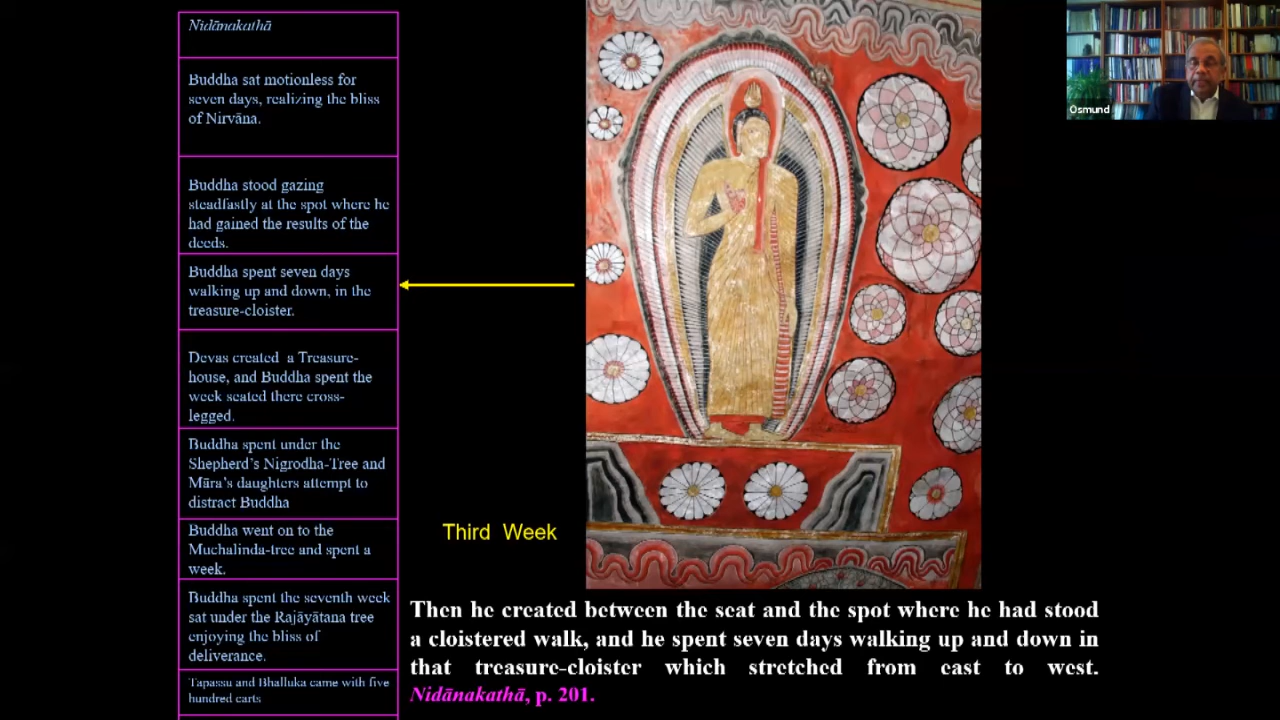 Nidānakathā
Buddha sat motionless for
seven days, realizing the bliss
of Nirvāna.
Buddha stood gazing
steadfastly at the spot where he
had gained the results of the
deeds.
Buddha spent seven days
walking up and down, in the
treasure-cloister.
Devas created a Treasure-
house, and Buddha spent the
week seated there cross-
legged.
Buddha spent under the
Shepherd's Nigrodha-Tree and
Māra's daughters attempt to
distract Buddha
Buddha went on to the
Muchalinda-tree and spent a
week.
Buddha spent the seventh week
sat under the Rajāyātana tree
enjoying the bliss of
deliverance.
Tapassu and Bhalluka came with five
hundred carts
Third Week
Then he created between the seat and the spot where he had stood
a cloistered walk, and he spent seven days walking up and down in
that treasure-cloister which stretched from east to west.
Nidānakathā, p. 201.
Osmund